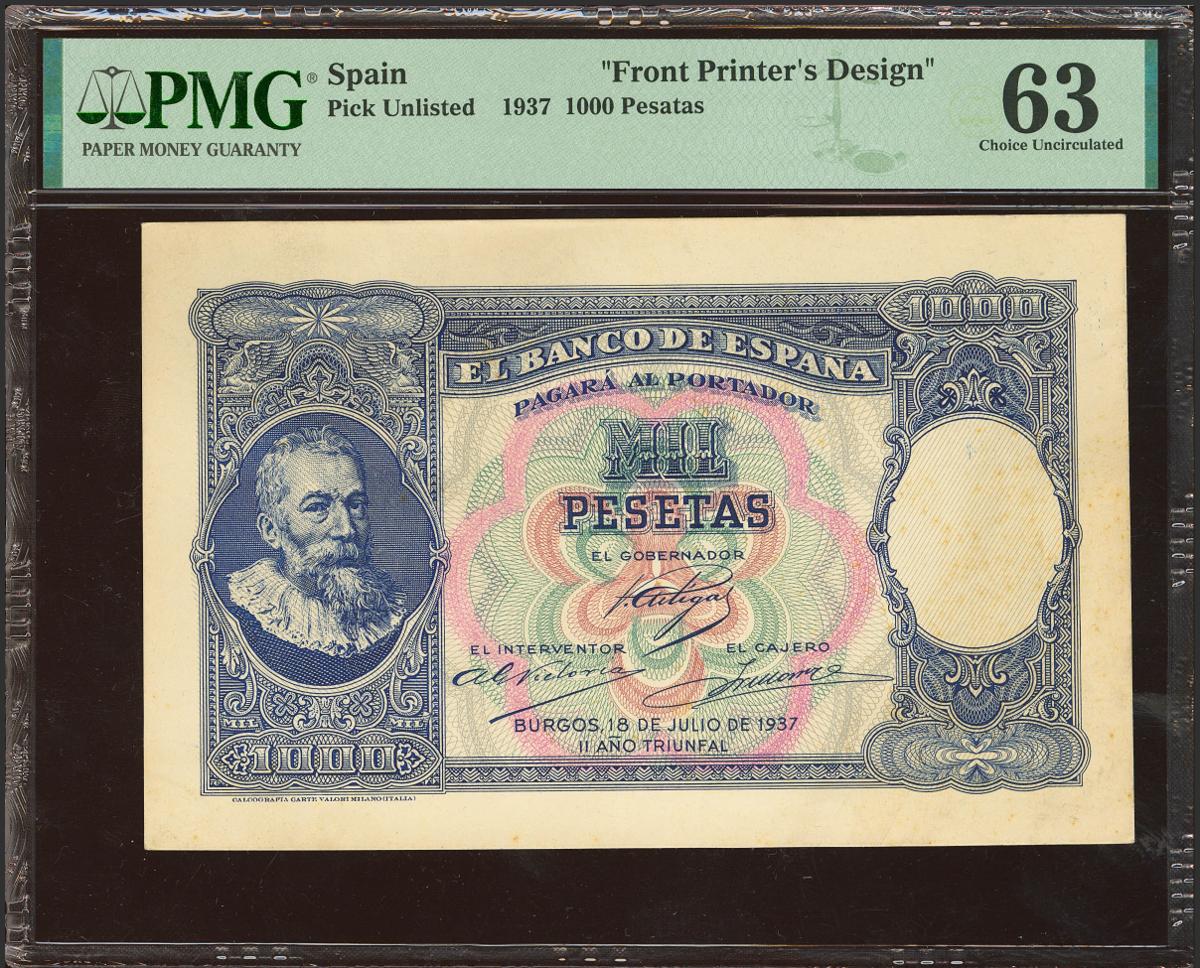 PMG® Spain "Front Printer's Design" 63
Pick Unlisted 1937 1000 Pesatas
PAPER MONEY GUARANTY Choice Uncirculated
1000
EL BANCO DE ESPAÑA
PAGARÁ AL PORTADOR
MIL
PESETAS
EL GOBERNADOR
EL INTERVENTOR EL CAJERO
BURGOS, 18 DE JULIO DE 1937
II AÑO TRIUNFAL
1000
CALCOGRAFIA CARTE VALORI MILANO (ITALIA)